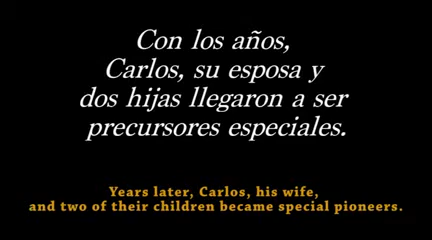 Con los años,
Carlos, su esposa y
dos hijas llegaron a ser
precursores especiales.
Years later, Carlos, his wife,
and two of their children became special pioneers.